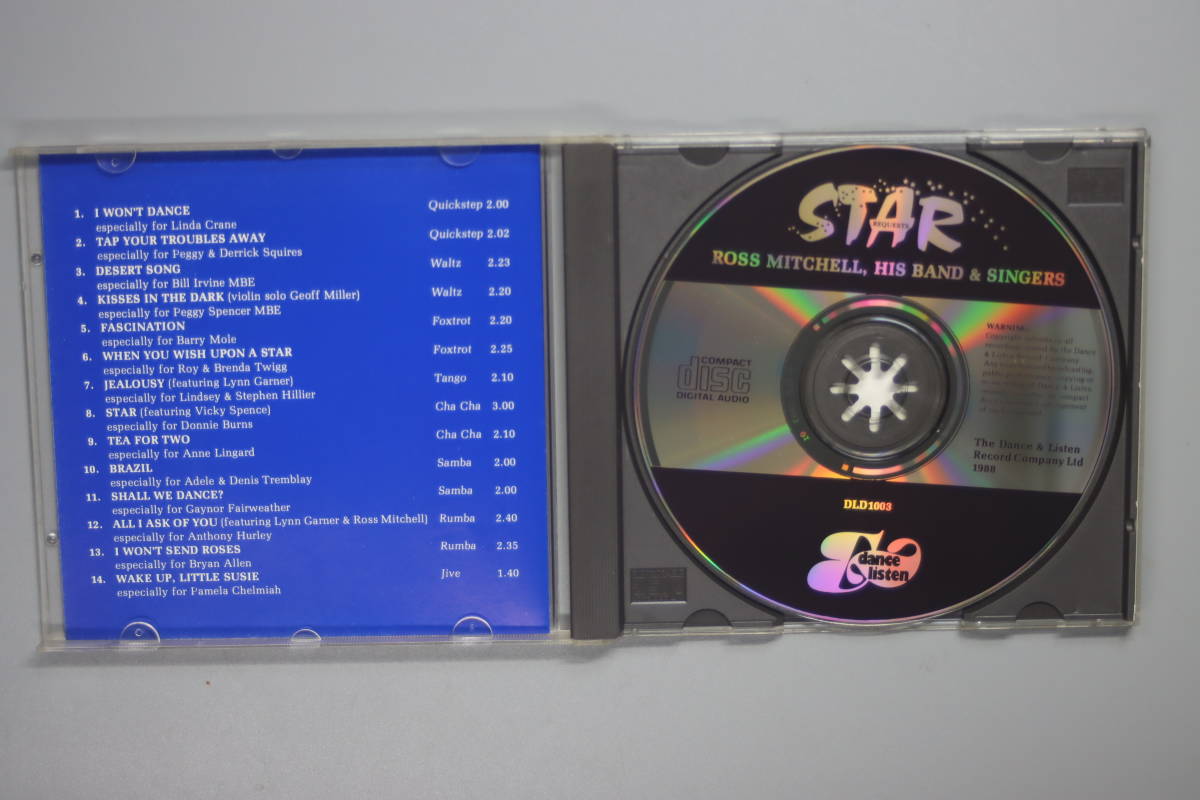 1. I WON'T DANCE Quickstep 2.00
especially for Linda Crane
2. TAP YOUR TROUBLES AWAY Quickstep 2.02
especially for Peggy & Derrick Squires
3. DESERT SONG Waltz 2.23
especially for Bill Irvine MBE
4. KISSES IN THE DARK (violin solo Geoff Miller) Waltz 2.20
especially for Peggy Spencer MBE
5. FASCINATION Foxtrot 2.20
especially for Barry Mole
6. WHEN YOU WISH UPON A STAR Foxtrot 2.25
especially for Roy & Brenda Twigg
7. JEALOUSY (featuring Lynn Garner) Tango 2.10
especially for Lindsey & Stephen Hillier
8. STAR (featuring Vicky Spence) Cha Cha 3.00
especially for Donnie Burns
9. TEA FOR TWO Cha Cha 2.10
especially for Anne Lingard
10. BRAZIL Samba 2.00
especially for Adele & Denis Tremblay
11. SHALL WE DANCE? Samba 2.00
especially for Gaynor Fairweather
12. ALL I ASK OF YOU (featuring Lynn Garner & Ross Mitchell) Rumba 2.40
especially for Anthony Hurley
13. I WON'T SEND ROSES Rumba 2.35
especially for Bryan Allen
14. WAKE UP, LITTLE SUSIE Jive 1.40
especially for Pamela Chelmiah
STAR
REQUESTS
ROSS MITCHELL, HIS BAND & SINGERS
COMPACT
disc
DIGITAL AUDIO
WARNING
Copyright
by the Dance
& Listen
The Dance & Listen
Record Company Ltd
1988
DLD1003
dance
& listen